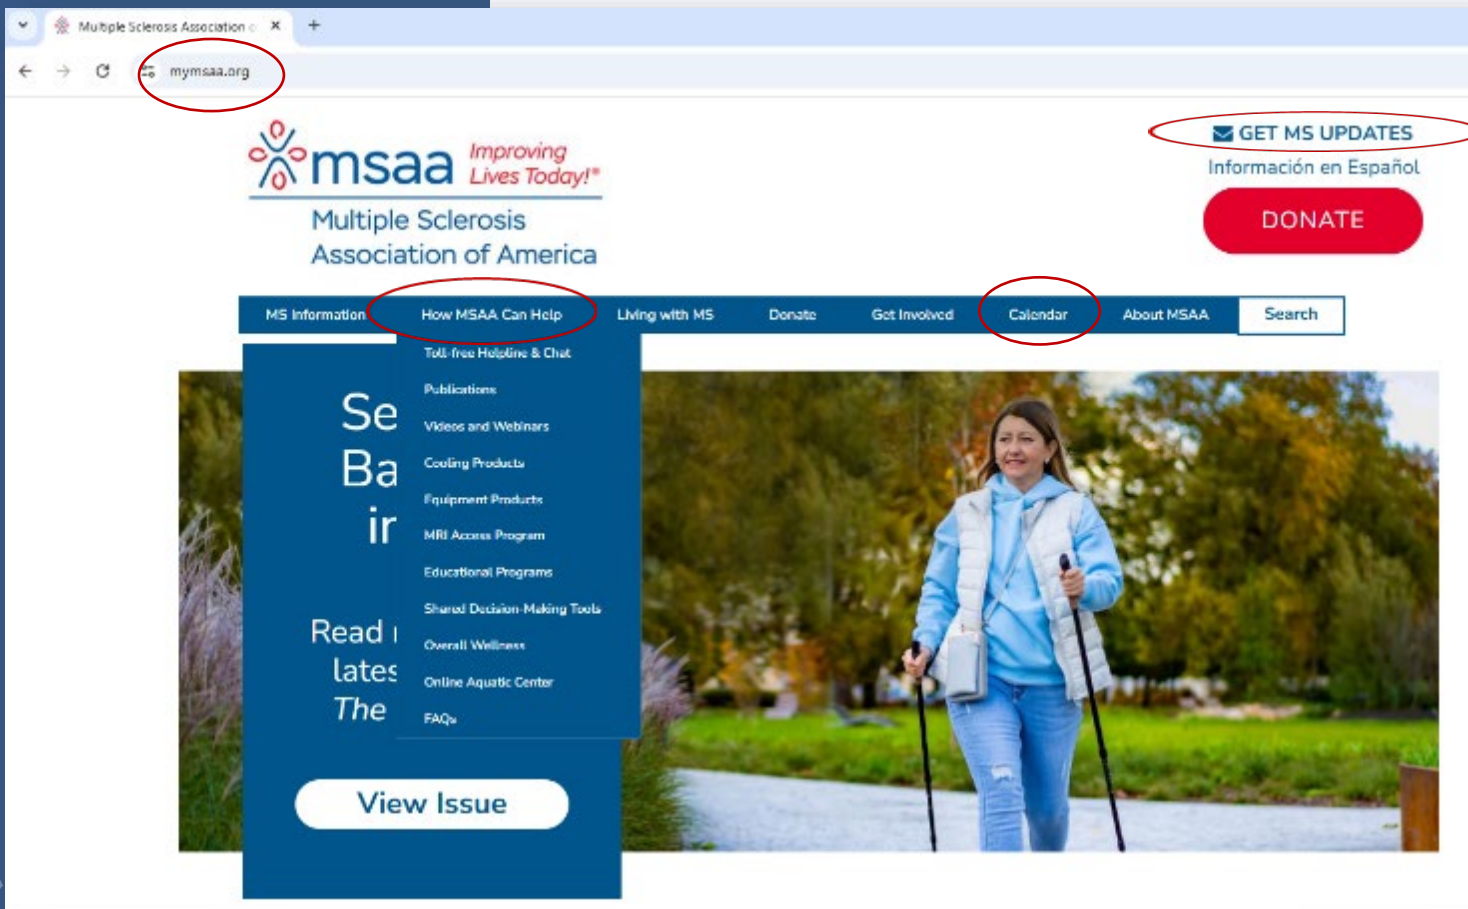 Multiple Sclerosis Association
mymsaa.org
GET MS UPDATES
Información en Español
DONATE
msaa Improving
Lives Today!®
Multiple Sclerosis
Association of America
MS Information How MSAA Can Help Living with MS Donate Get Involved Calendar About MSAA Search
Toll-free Helpline & Chat
Publications
Videos and Webinars
Cooling Products
Equipment Products
MRI Access Program
Educational Programs
Shared Decision-Making Tools
Overall Wellness
Online Aquatic Center
FAQs
Se
Ba
in
Read
lates
The
View Issue